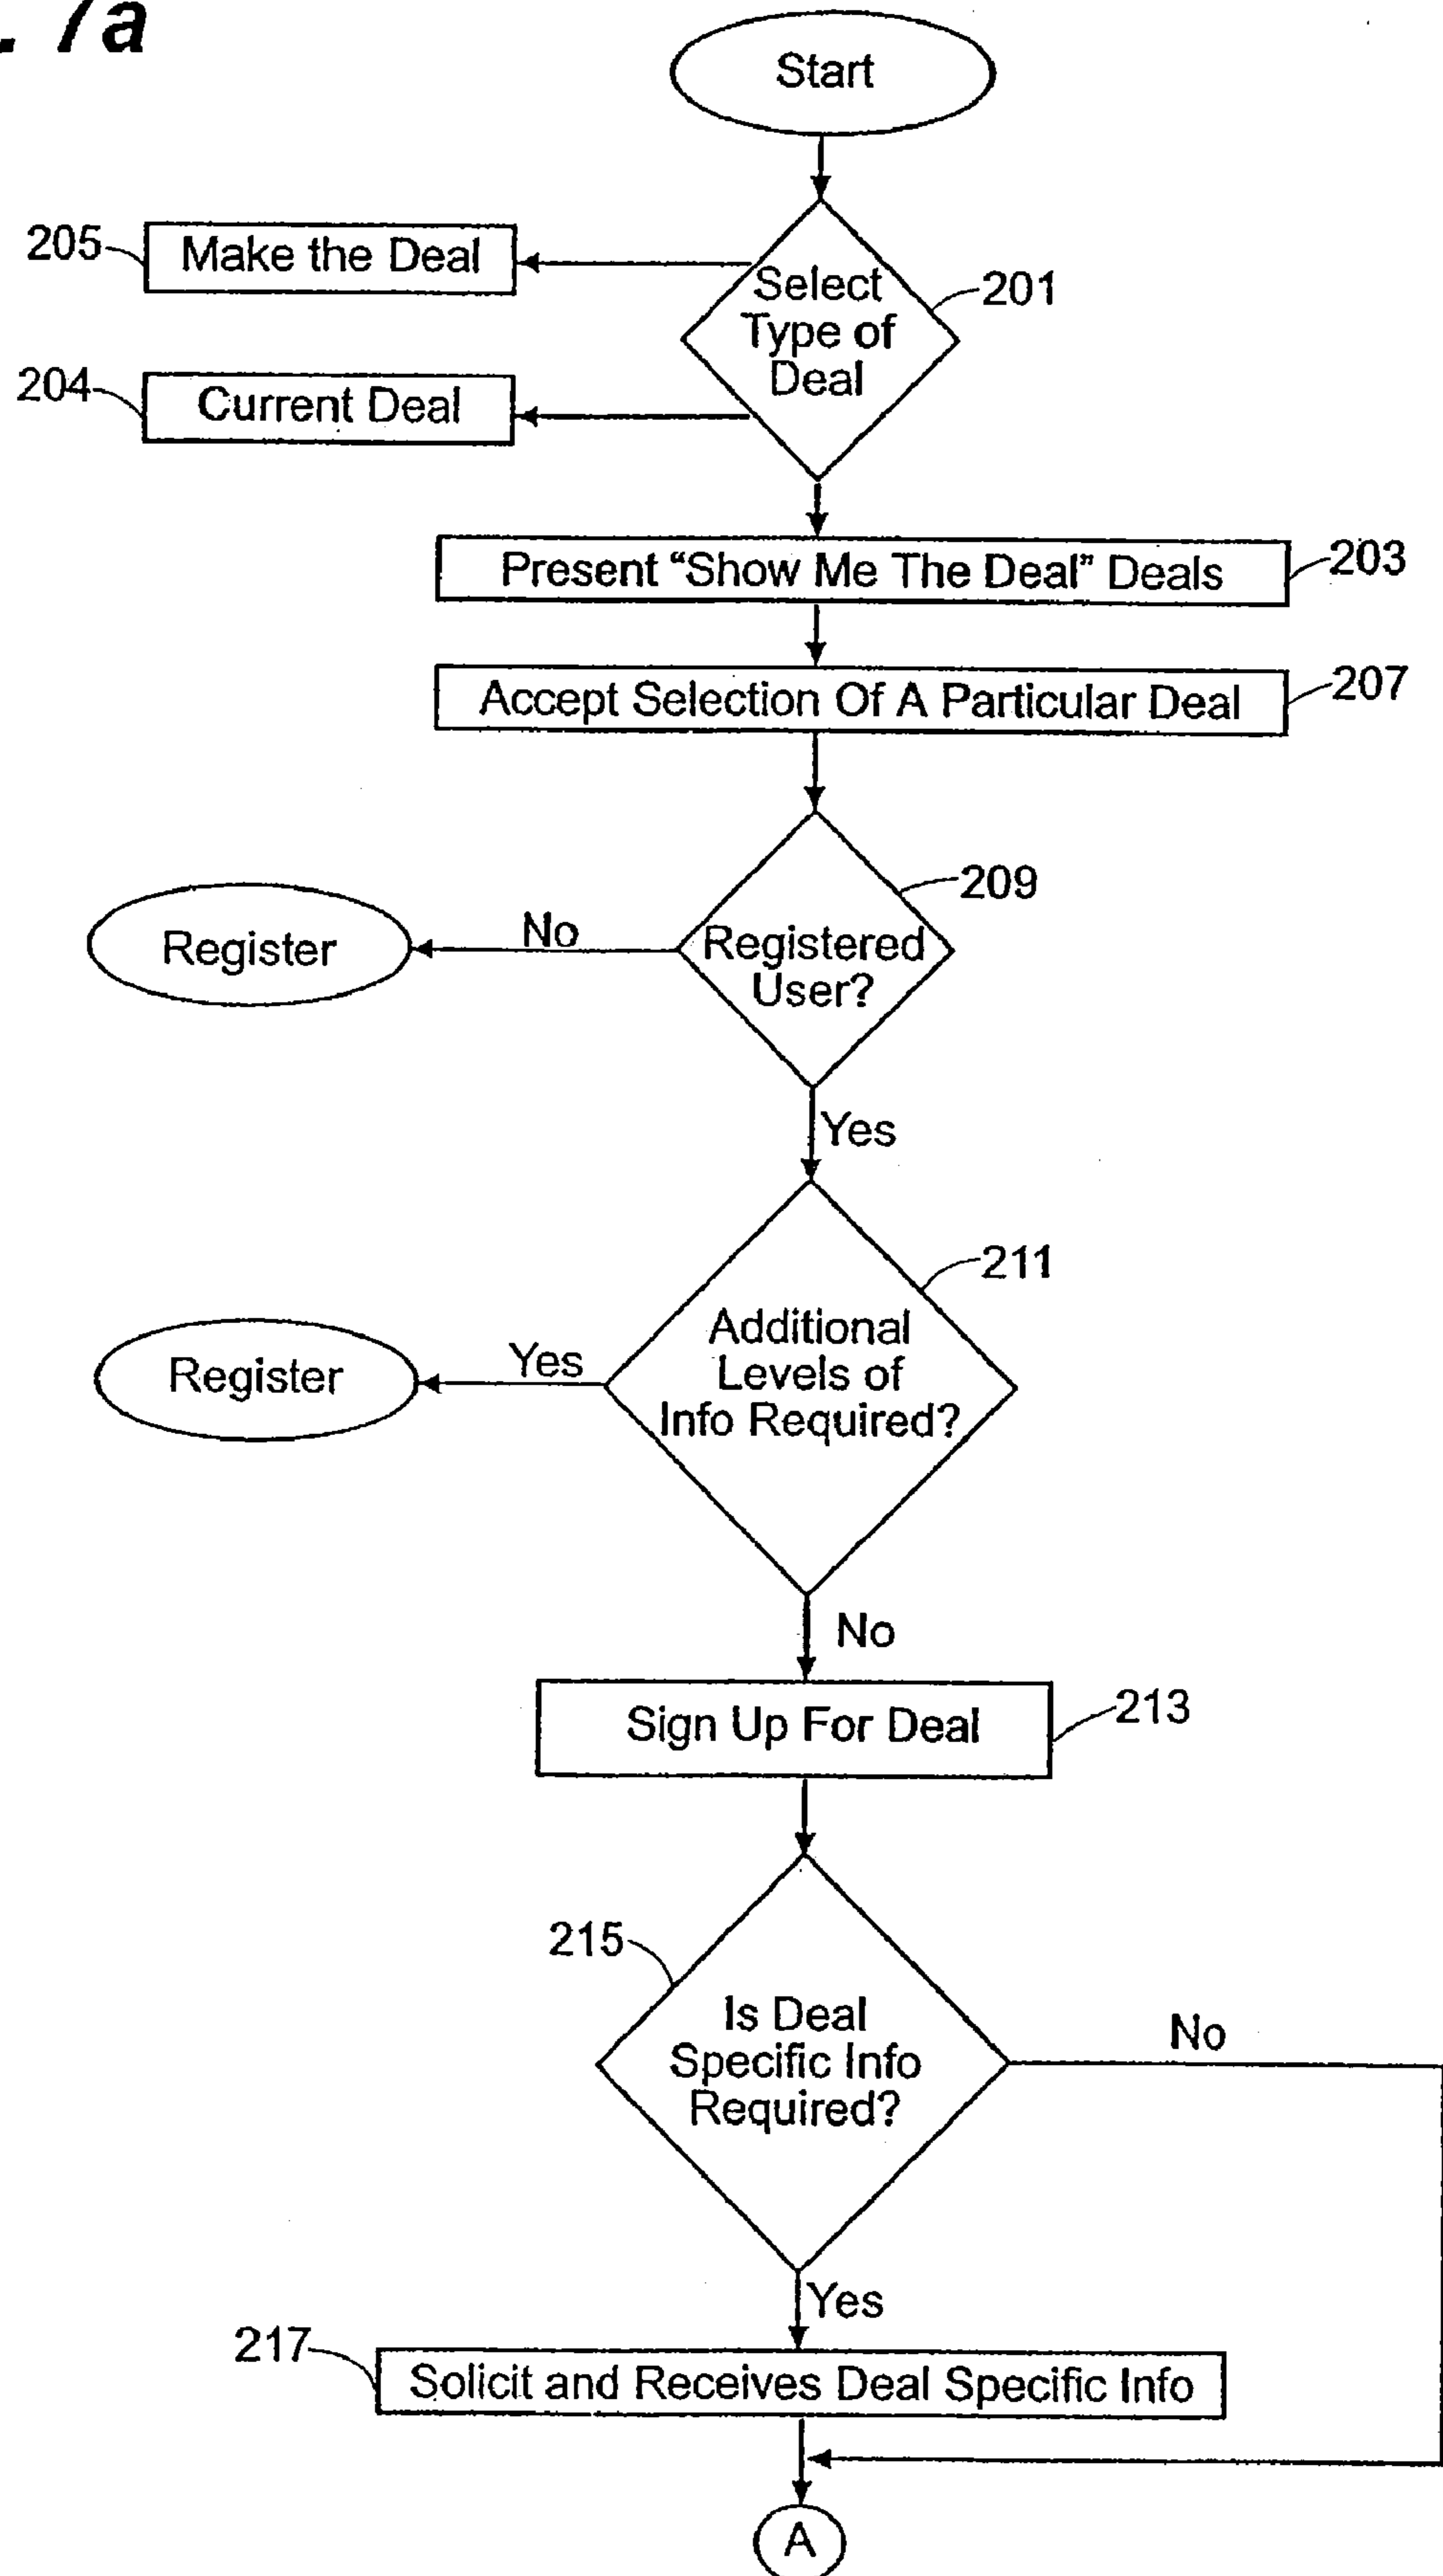 . 7a
Start
205
Make the Deal
Select
Type of
Deal
201
204
Current Deal
Present “Show Me The Deal” Deals
203
Accept Selection Of A Particular Deal
207
209
Register
No
Registered
User?
Yes
211
Register
Yes
Additional
Levels of
Info Required?
No
Sign Up For Deal
213
215
Is Deal
Specific Info
Required?
No
Yes
217
Solicit and Receives Deal Specific Info
A